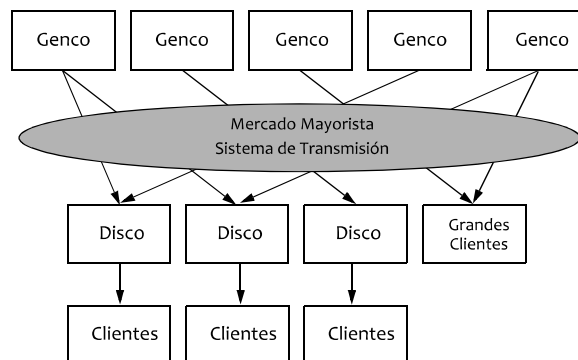 Genco
Genco
Genco
Genco
Genco
Mercado Mayorista
Sistema de Transmisión
Disco
Disco
Disco
Grandes
Clientes
Clientes
Clientes
Clientes